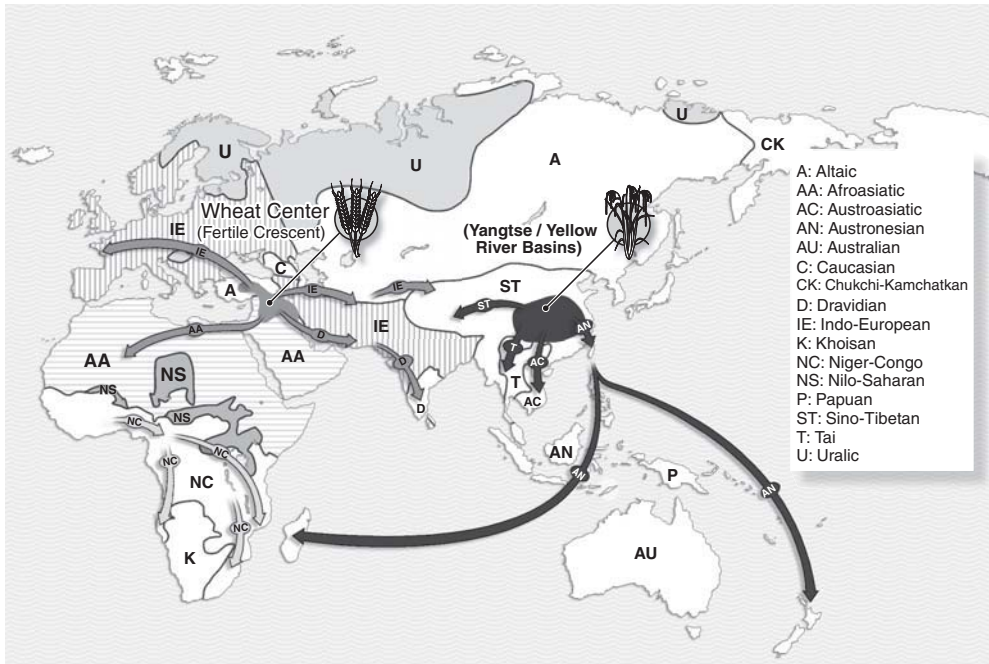 U
U
U
A
CK
Wheat Center
(Fertile Crescent)
(Yangtse / Yellow
River Basins)
IE
IE
C
A
IE
IE
ST
ST
IE
D
AA
AA
AA
AN
T
AC
D
NS
NS
T
D
AC
NS
NC
NC
NC
NC
AN
AN
P
AN
NC
K
AU
A: Altaic
AA: Afroasiatic
AC: Austroasiatic
AN: Austronesian
AU: Australian
C: Caucasian
CK: Chukchi-Kamchatkan
D: Dravidian
IE: Indo-European
K: Khoisan
NC: Niger-Congo
NS: Nilo-Saharan
P: Papuan
ST: Sino-Tibetan
T: Tai
U: Uralic